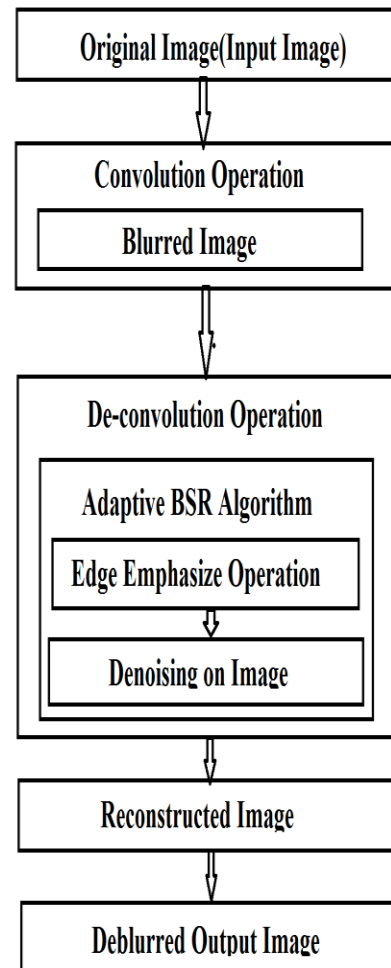 Original Image(Input Image)
Convolution Operation
Blurred Image
De-convolution Operation
Adaptive BSR Algorithm
Edge Emphasize Operation
Denoising on Image
Reconstructed Image
Deblurred Output Image